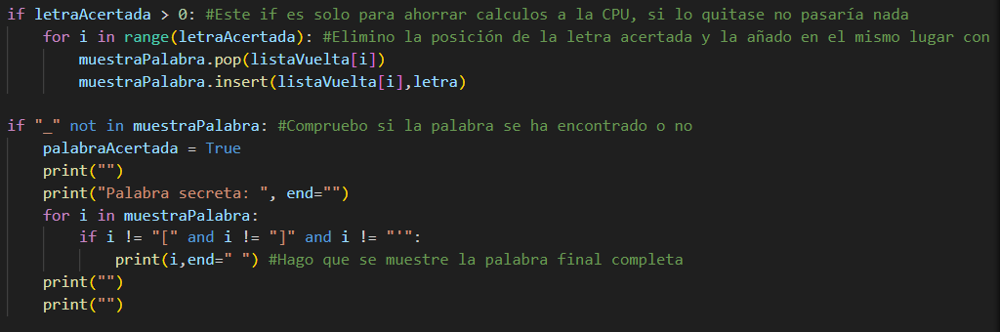 if letraAcertada > 0: #Este if es solo para ahorrar calculos a la CPU, si lo quitase no pasaría nada
    for i in range(letraAcertada): #Elimino la posición de la letra acertada y la añado en el mismo lugar con
        muestraPalabra.pop(listaVuelta[i])
        muestraPalabra.insert(listaVuelta[i],letra)

if "_" not in muestraPalabra: #Compruebo si la palabra se ha encontrado o no
    palabraAcertada = True
    print("")
    print("Palabra secreta: ", end="")
    for i in muestraPalabra:
        if i != "[" and i != "]" and i != "'":
            print(i,end=" ") #Hago que se muestre la palabra final completa
    print("")
    print("")